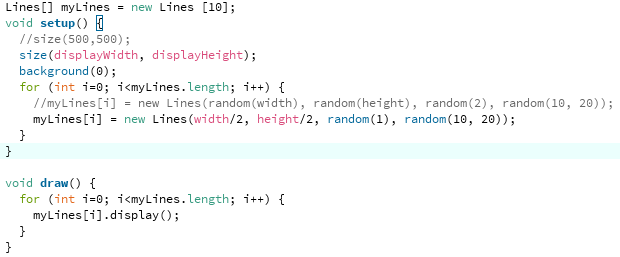 Lines[] myLines = new Lines [10];
void setup() {
  //size(500,500);
  size(displayWidth, displayHeight);
  background(0);
  for (int i=0; i<myLines.length; i++) {
    //myLines[i] = new Lines(random(width), random(height), random(2), random(10, 20));
    myLines[i] = new Lines(width/2, height/2, random(1), random(10, 20));
  }
}

void draw() {
  for (int i=0; i<myLines.length; i++) {
    myLines[i].display();
  }
}